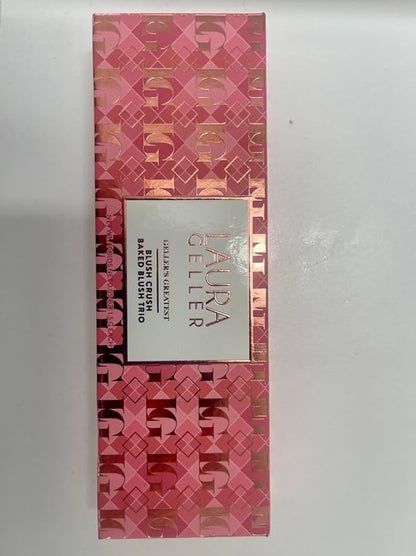 LAURA
GELLER
GELLER'S GREATEST
BLUSH CRUSH
BAKED BLUSH TRIO